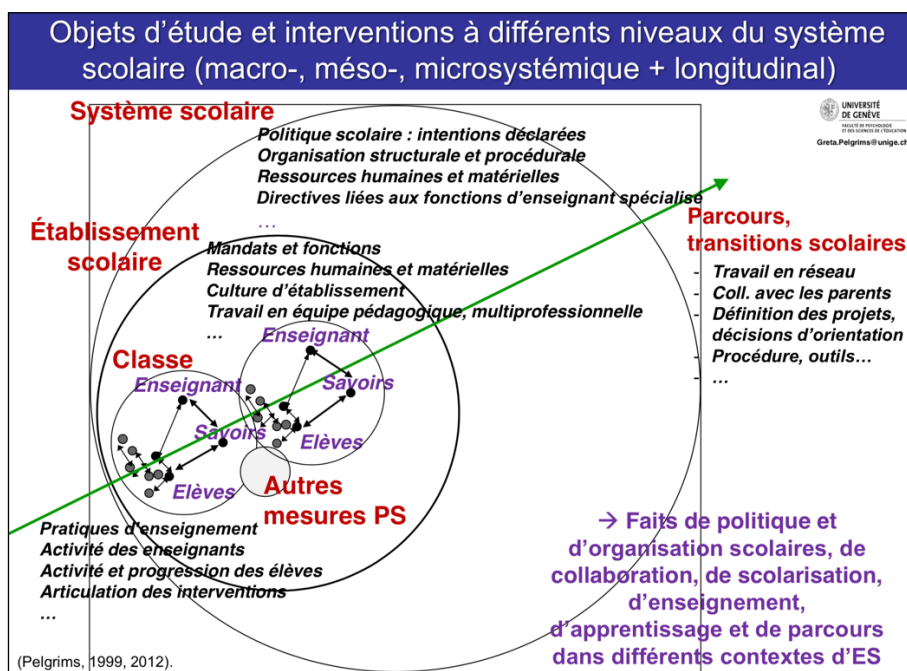 Objets d'étude et interventions à différents niveaux du système
scolaire (macro-, méso-, microsystémique + longitudinal)
UNIVERSITÉ
DE GENÈVE
FACULTÉ DE PSYCHOLOGIE
ET DES SCIENCES DE L'ÉDUCATION
Greta.Pelgrims@unige.ch
Système scolaire
Politique scolaire : intentions déclarées
Organisation structurale et procédurale
Ressources humaines et matérielles
Directives liées aux fonctions d'enseignant spécialisé
…
Établissement
scolaire
Mandats et fonctions
Ressources humaines et matérielles
Culture d'établissement
Travail en équipe pédagogique, multiprofessionnelle
…
Parcours,
transitions scolaires
- Travail en réseau
- Coll. avec les parents
- Définition des projets,
décisions d'orientation
- Procédure, outils…
- …
Classe
Enseignant
Savoirs
Elèves
Enseignant
Savoirs
Elèves
Autres
mesures PS
Pratiques d'enseignement
Activité des enseignants
Activité et progression des élèves
Articulation des interventions
…
→ Faits de politique et
d'organisation scolaires, de
collaboration, de scolarisation,
d'enseignement,
d'apprentissage et de parcours
dans différents contextes d'ES
(Pelgrims, 1999, 2012).